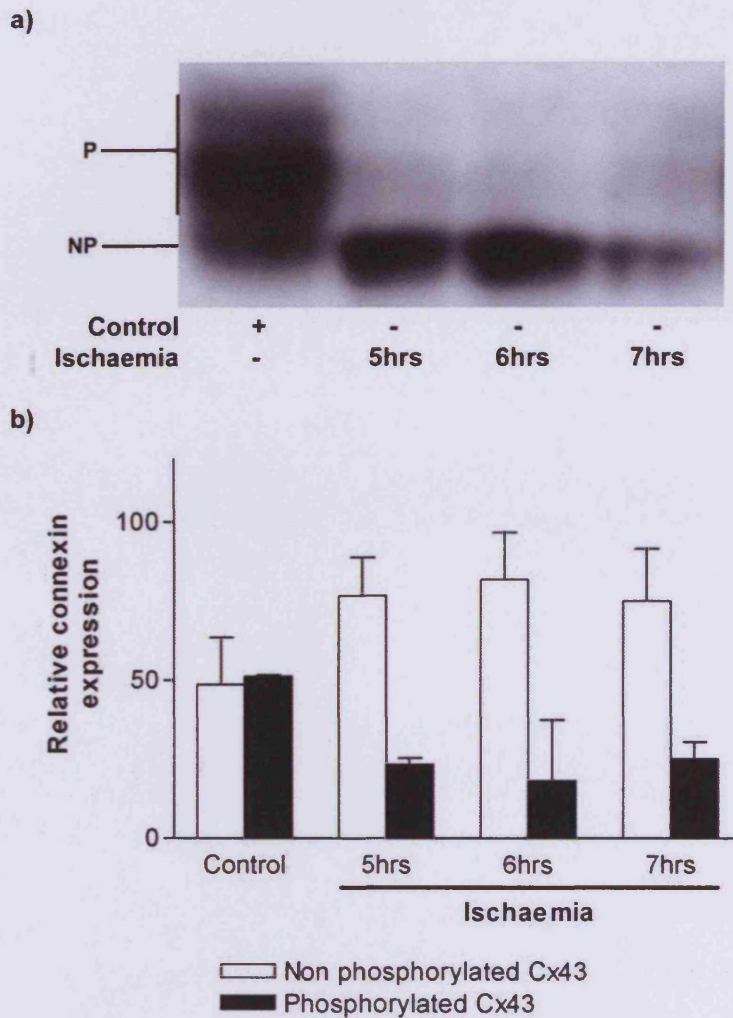 a)
P
NP
Control + - - -
Ischaemia - 5hrs 6hrs 7hrs
b)
Relative connexin
expression
100
50
0
Control 5hrs 6hrs 7hrs
Ischaemia
Non phosphorylated Cx43
Phosphorylated Cx43